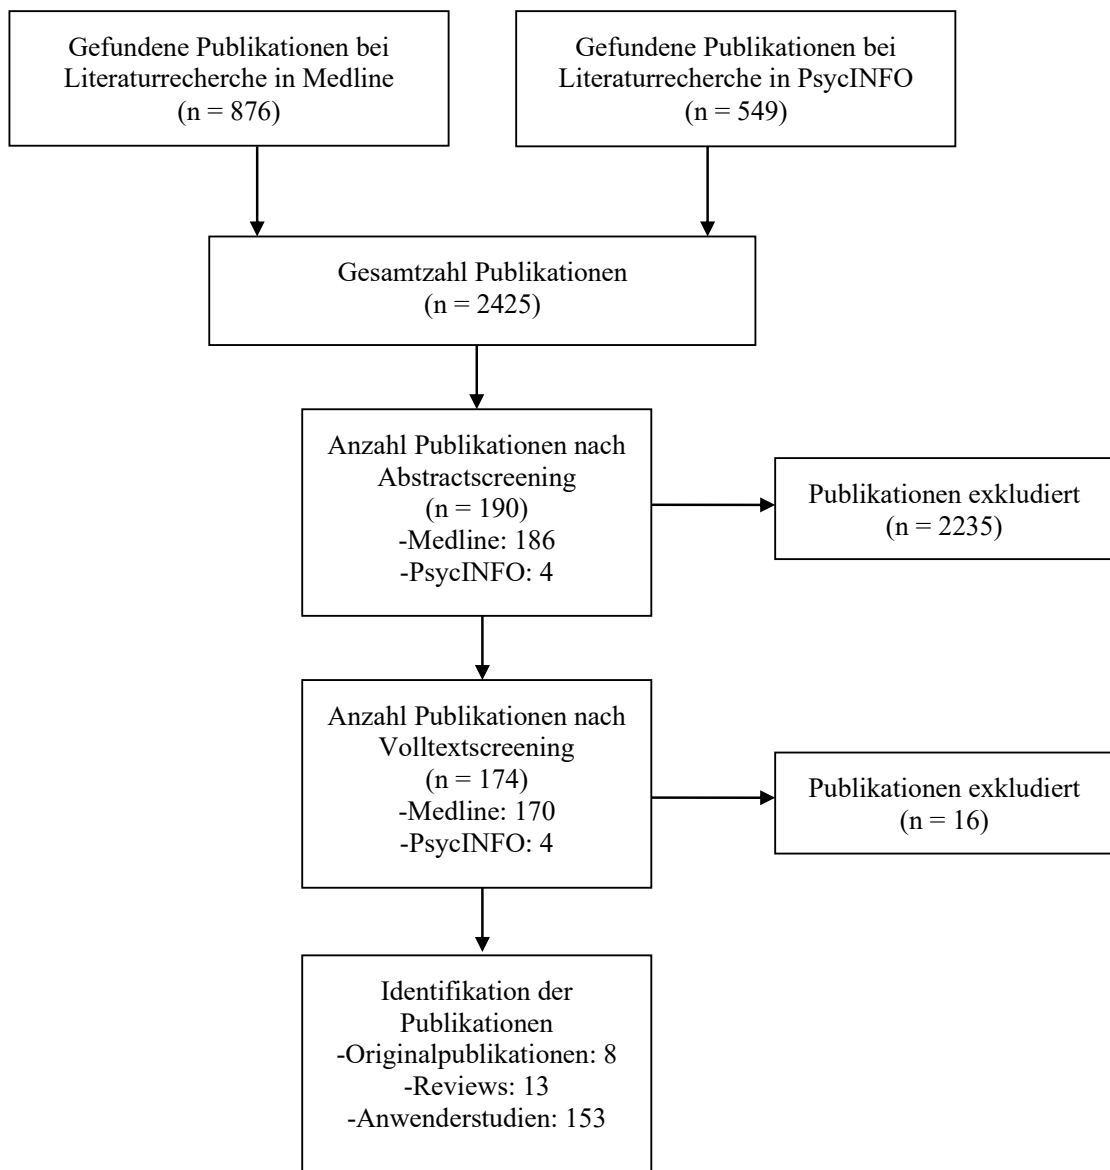 Gefundene Publikationen bei
Literaturrecherche in Medline
(n = 876)
Gefundene Publikationen bei
Literaturrecherche in PsycINFO
(n = 549)
Gesamtzahl Publikationen
(n = 2425)
Anzahl Publikationen nach
Abstractscreening
(n = 190)
-Medline: 186
-PsycINFO: 4
Publikationen exkludiert
(n = 2235)
Anzahl Publikationen nach
Volltextscreening
(n = 174)
-Medline: 170
-PsycINFO: 4
Publikationen exkludiert
(n = 16)
Identifikation der
Publikationen
-Originalpublikationen: 8
-Reviews: 13
-Anwenderstudien: 153